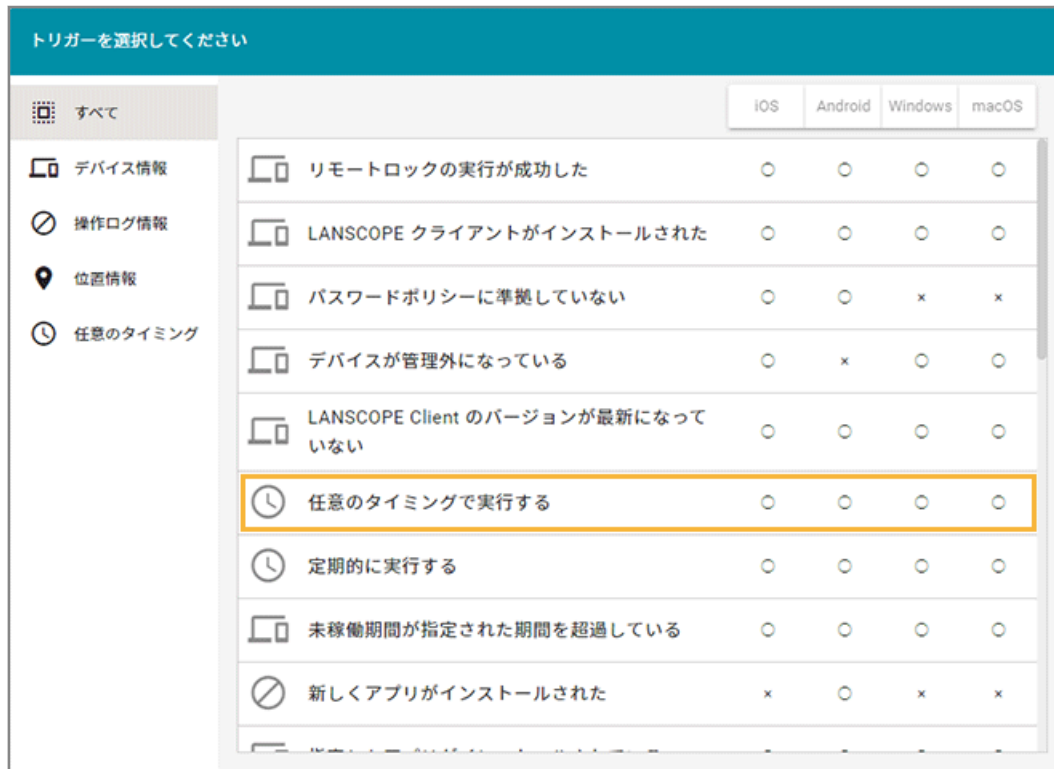 トリガーを選択してください
すべて
デバイス情報
操作ログ情報
位置情報
任意のタイミング
iOS Android Windows macOS
リモートロックの実行が成功した ○ ○ ○ ○
LANSCOPE クライアントがインストールされた ○ ○ ○ ○
パスワードポリシーに準拠していない ○ ○ × ×
デバイスが管理外になっている ○ × ○ ○
LANSCOPE Client のバージョンが最新になって
いない ○ ○ ○ ○
任意のタイミングで実行する ○ ○ ○ ○
定期的に実行する ○ ○ ○ ○
未稼働期間が指定された期間を超過している ○ ○ ○ ○
新しくアプリがインストールされた × ○ × ×